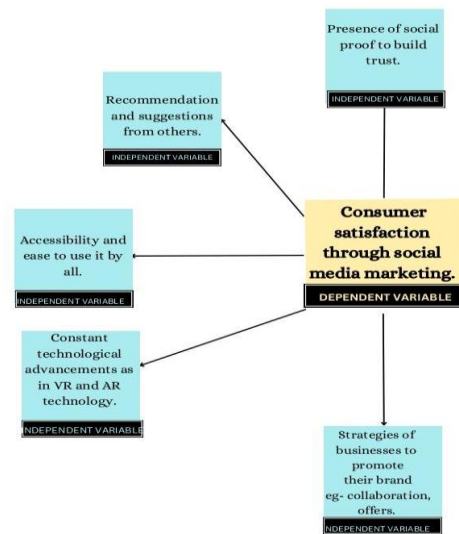 Presence of social
proof to build
trust.
INDEPENDENT VARIABLE
Recommendation
and suggestions
from others.
INDEPENDENT VARIABLE
Consumer
satisfaction
through social
media marketing.
DEPENDENT VARIABLE
Accessibility and
ease to use it by
all.
INDEPENDENT VARIABLE
Constant
technological
advancements as
in VR and AR
technology.
INDEPENDENT VARIABLE
Strategies of
businesses to
promote
their brand
eg- collaboration,
offers.
NDEPENDENT VARIABLE